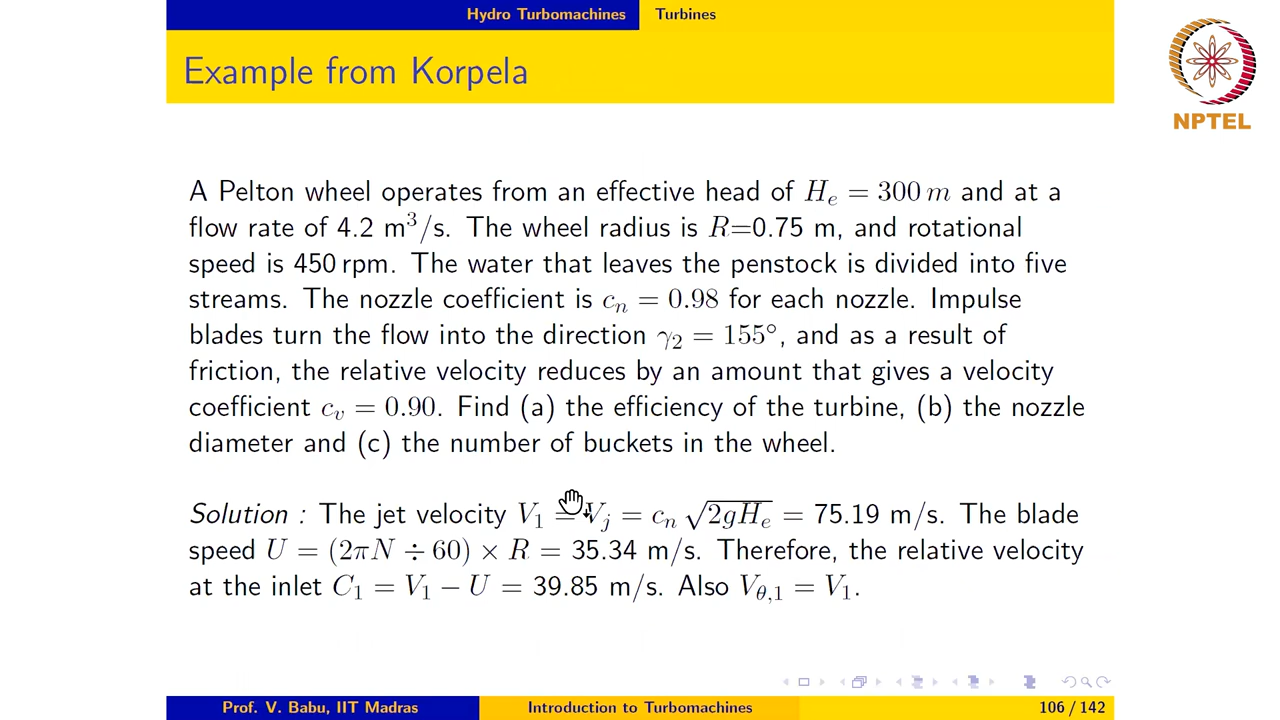 Hydro Turbomachines Turbines
Example from Korpela
NPTEL
A Pelton wheel operates from an effective head of Hₑ = 300 m and at a
flow rate of 4.2 m³/s. The wheel radius is R=0.75 m, and rotational
speed is 450 rpm. The water that leaves the penstock is divided into five
streams. The nozzle coefficient is cₙ = 0.98 for each nozzle. Impulse
blades turn the flow into the direction γ₂ = 155°, and as a result of
friction, the relative velocity reduces by an amount that gives a velocity
coefficient cᵥ = 0.90. Find (a) the efficiency of the turbine, (b) the nozzle
diameter and (c) the number of buckets in the wheel.
Solution : The jet velocity V₁ = Vⱼ = cₙ √(2gHₑ) = 75.19 m/s. The blade
speed U = (2πN ÷ 60) × R = 35.34 m/s. Therefore, the relative velocity
at the inlet C₁ = V₁ − U = 39.85 m/s. Also V_θ,1 = V₁.
Prof. V. Babu, IIT Madras Introduction to Turbomachines 106 / 142